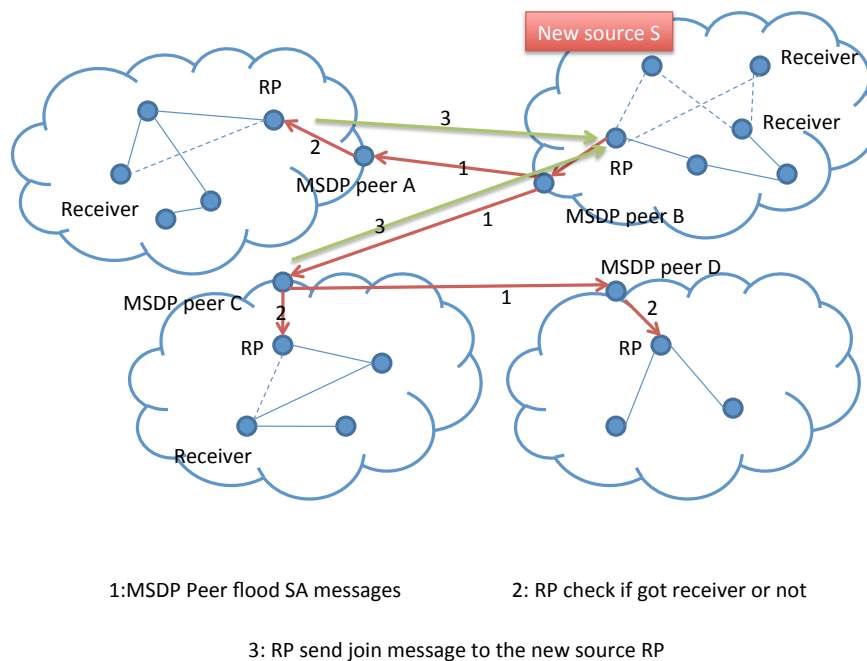 New source S
Receiver
RP
3
Receiver
2
1
RP
MSDP peer A
Receiver
1
MSDP peer B
3
MSDP peer D
MSDP peer C
1
2
2
RP
RP
Receiver
1:MSDP Peer flood SA messages
2: RP check if got receiver or not
3: RP send join message to the new source RP